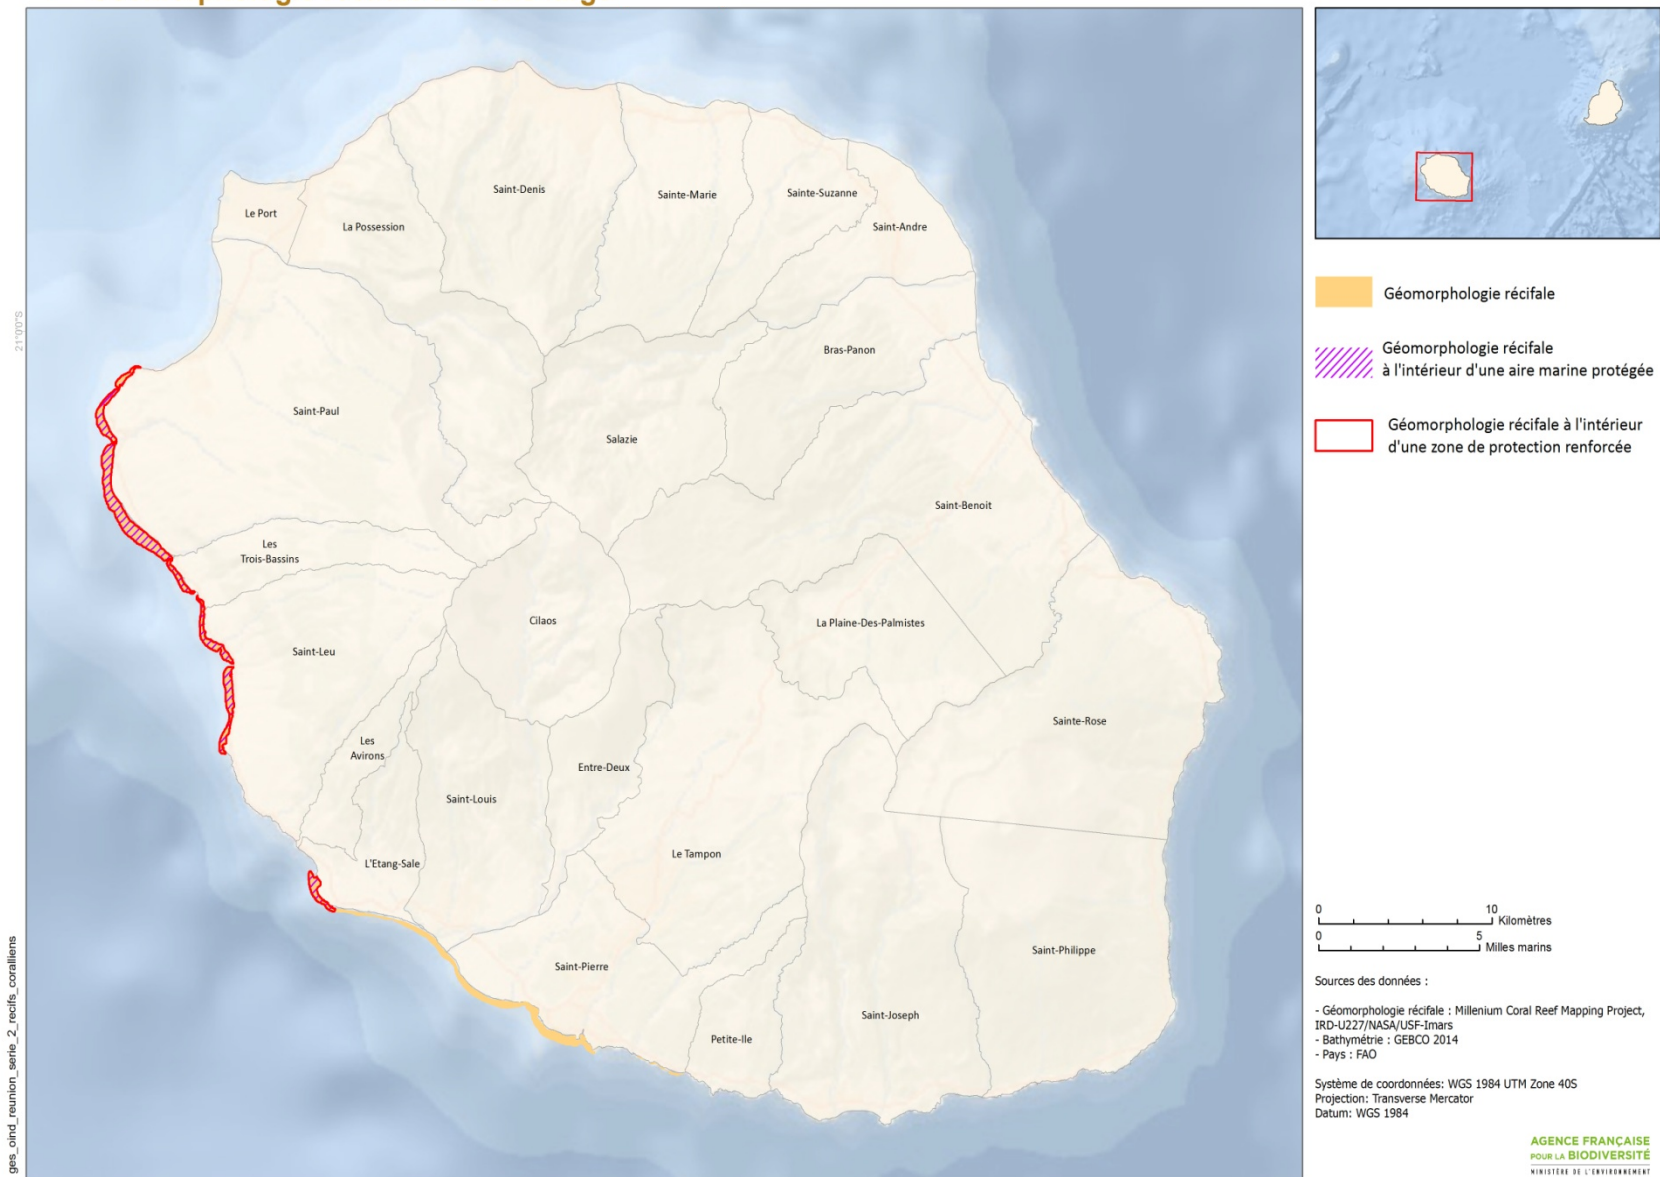 21°0'0"S
Saint-Denis
Sainte-Marie
Sainte-Suzanne
Le Port
La Possession
Saint-Andre
Bras-Panon
Saint-Paul
Salazie
Saint-Benoit
Les
Trois-Bassins
Cilaos
La Plaine-Des-Palmistes
Saint-Leu
Sainte-Rose
Les
Avirons
Entre-Deux
Saint-Louis
Le Tampon
L'Etang-Sale
Saint-Philippe
Saint-Pierre
Saint-Joseph
Petite-Ile
ges_oind_reunion_serie_2_recifs_coralliens
Géomorphologie récifale
Géomorphologie récifale
à l'intérieur d'une aire marine protégée
Géomorphologie récifale à l'intérieur
d'une zone de protection renforcée
0 10
Kilomètres
0 5
Milles marins
Sources des données :
- Géomorphologie récifale : Millenium Coral Reef Mapping Project,
IRD-U227/NASA/USF-Imars
- Bathymétrie : GEBCO 2014
- Pays : FAO
Système de coordonnées: WGS 1984 UTM Zone 40S
Projection: Transverse Mercator
Datum: WGS 1984
AGENCE FRANÇAISE
POUR LA BIODIVERSITÉ
MINISTÈRE DE L'ENVIRONNEMENT